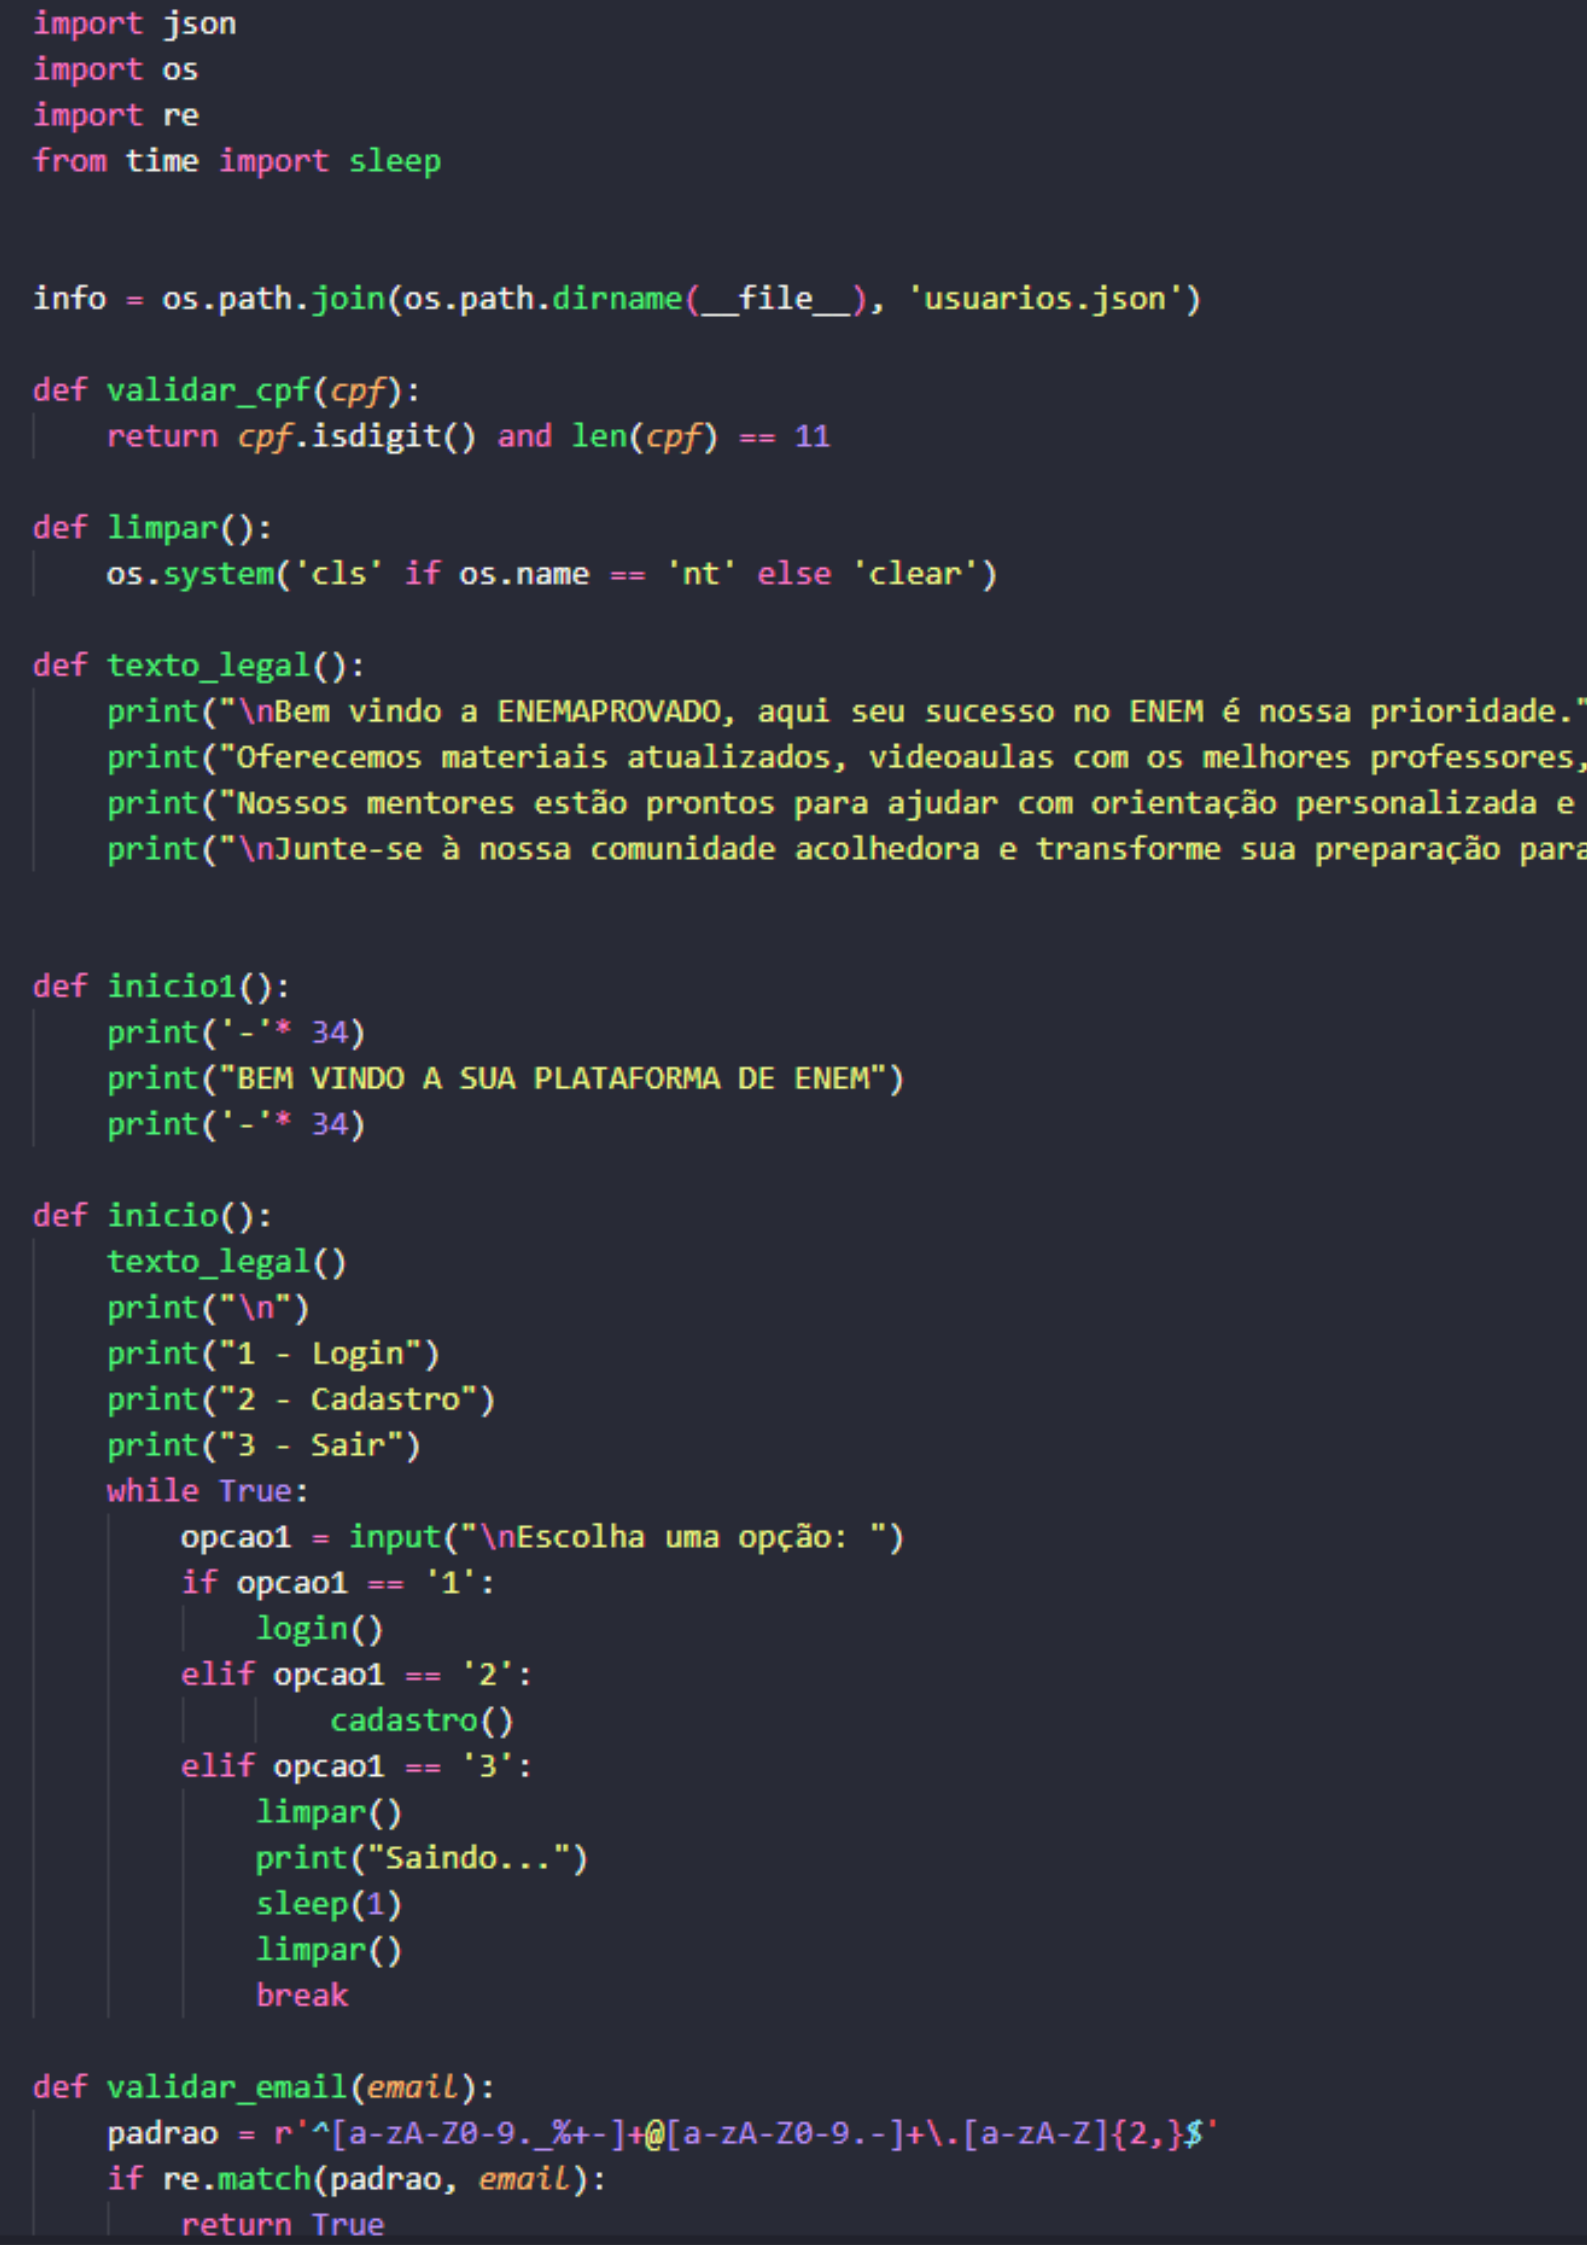 import json
import os
import re
from time import sleep
info = os.path.join(os.path.dirname(__file__), 'usuarios.json')
def validar_cpf(cpf):
    return cpf.isdigit() and len(cpf) == 11
def limpar():
    os.system('cls' if os.name == 'nt' else 'clear')
def texto_legal():
    print("\nBem vindo a ENEMAPROVADO, aqui seu sucesso no ENEM é nossa prioridade."
    print("Oferecemos materiais atualizados, videoaulas com os melhores professores,
    print("Nossos mentores estão prontos para ajudar com orientação personalizada e
    print("\nJunte-se à nossa comunidade acolhedora e transforme sua preparação para
def inicio1():
    print('-'* 34)
    print("BEM VINDO A SUA PLATAFORMA DE ENEM")
    print('-'* 34)
def inicio():
    texto_legal()
    print("\n")
    print("1 - Login")
    print("2 - Cadastro")
    print("3 - Sair")
    while True:
        opcao1 = input("\nEscolha uma opção: ")
        if opcao1 == '1':
            login()
        elif opcao1 == '2':
                cadastro()
        elif opcao1 == '3':
            limpar()
            print("Saindo...")
            sleep(1)
            limpar()
            break
def validar_email(email):
    padrao = r'^[a-zA-Z0-9._%+-]+@[a-zA-Z0-9.-]+\.[a-zA-Z]{2,}$'
    if re.match(padrao, email):
        return True